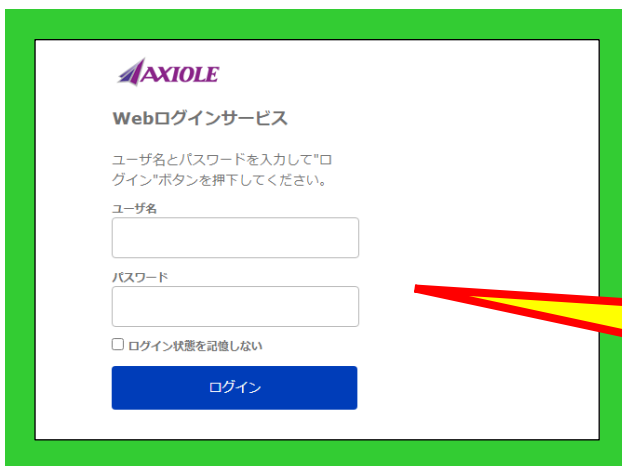 AXIOLE
Webログインサービス
ユーザ名とパスワードを入力して"ロ
グイン"ボタンを押下してください。
ユーザ名
パスワード
ログイン状態を記憶しない
ログイン